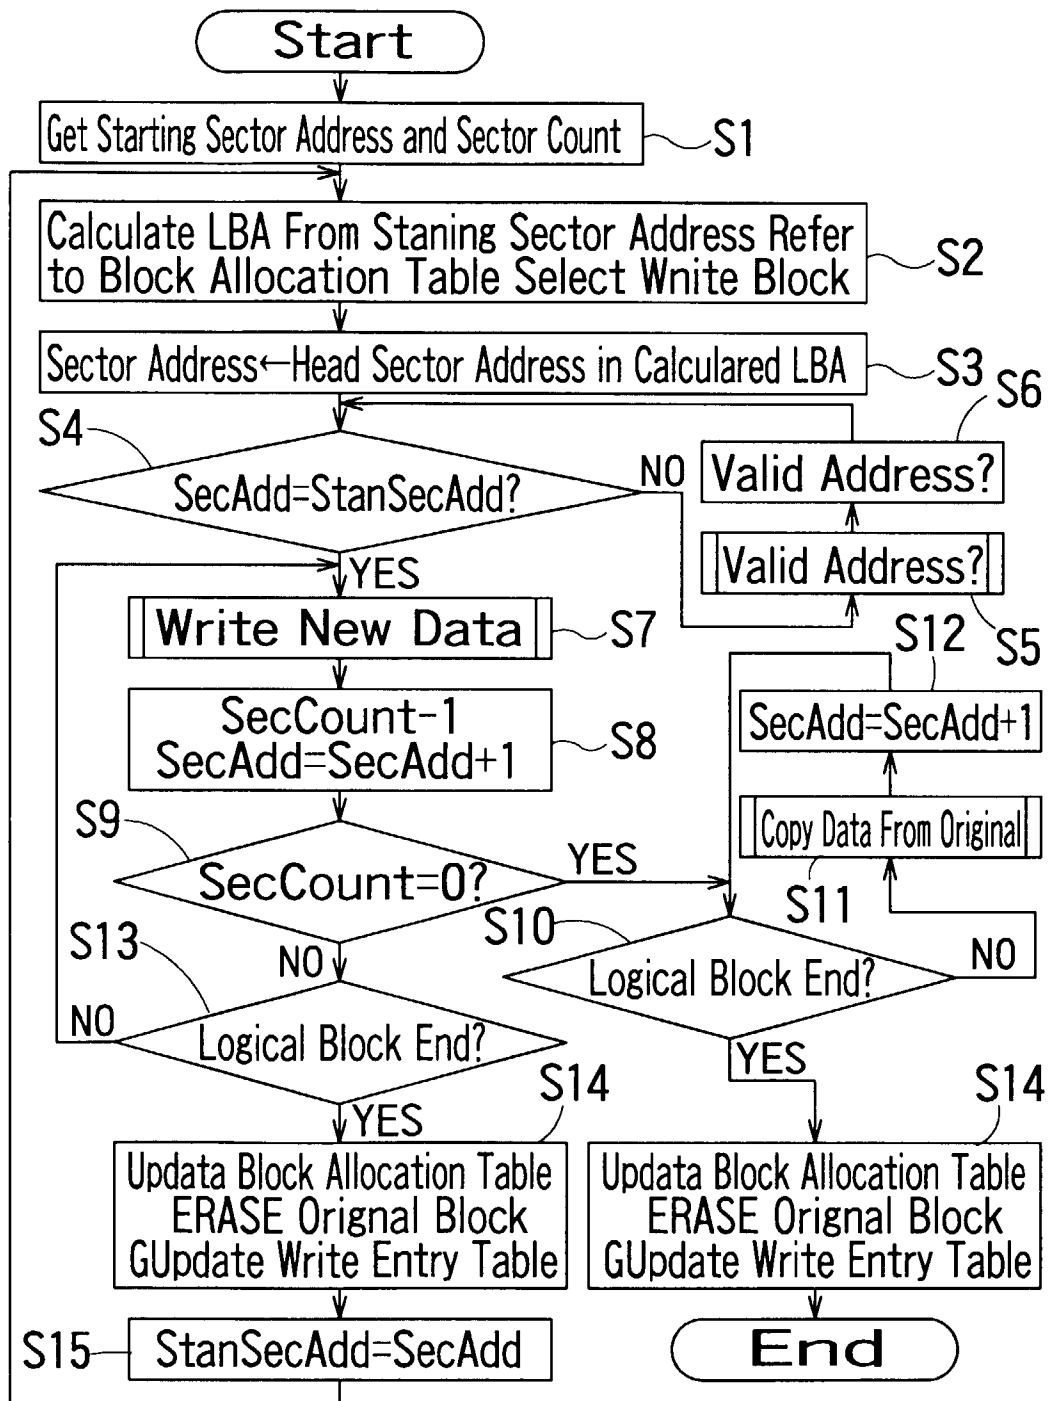 Start
Get Starting Sector Address and Sector Count
S1
Calculate LBA From Staning Sector Address Refer
to Block Allocation Table Select Wnite Block
S2
Sector Address←Head Sector Address in Calculared LBA
S3
S6
S4
SecAdd=StanSecAdd?
NO
Valid Address?
Valid Address?
S5
YES
Write New Data
S7
SecCount-1
SecAdd=SecAdd+1
S8
S12
SecAdd=SecAdd+1
Copy Data From Original
S11
S9
SecCount=0?
YES
NO
S10
Logical Block End?
NO
YES
S13
Logical Block End?
NO
YES
S14
Updata Block Allocation Table
ERASE Orignal Block
GUpdate Write Entry Table
S14
Updata Block Allocation Table
ERASE Orignal Block
GUpdate Write Entry Table
S15
StanSecAdd=SecAdd
End